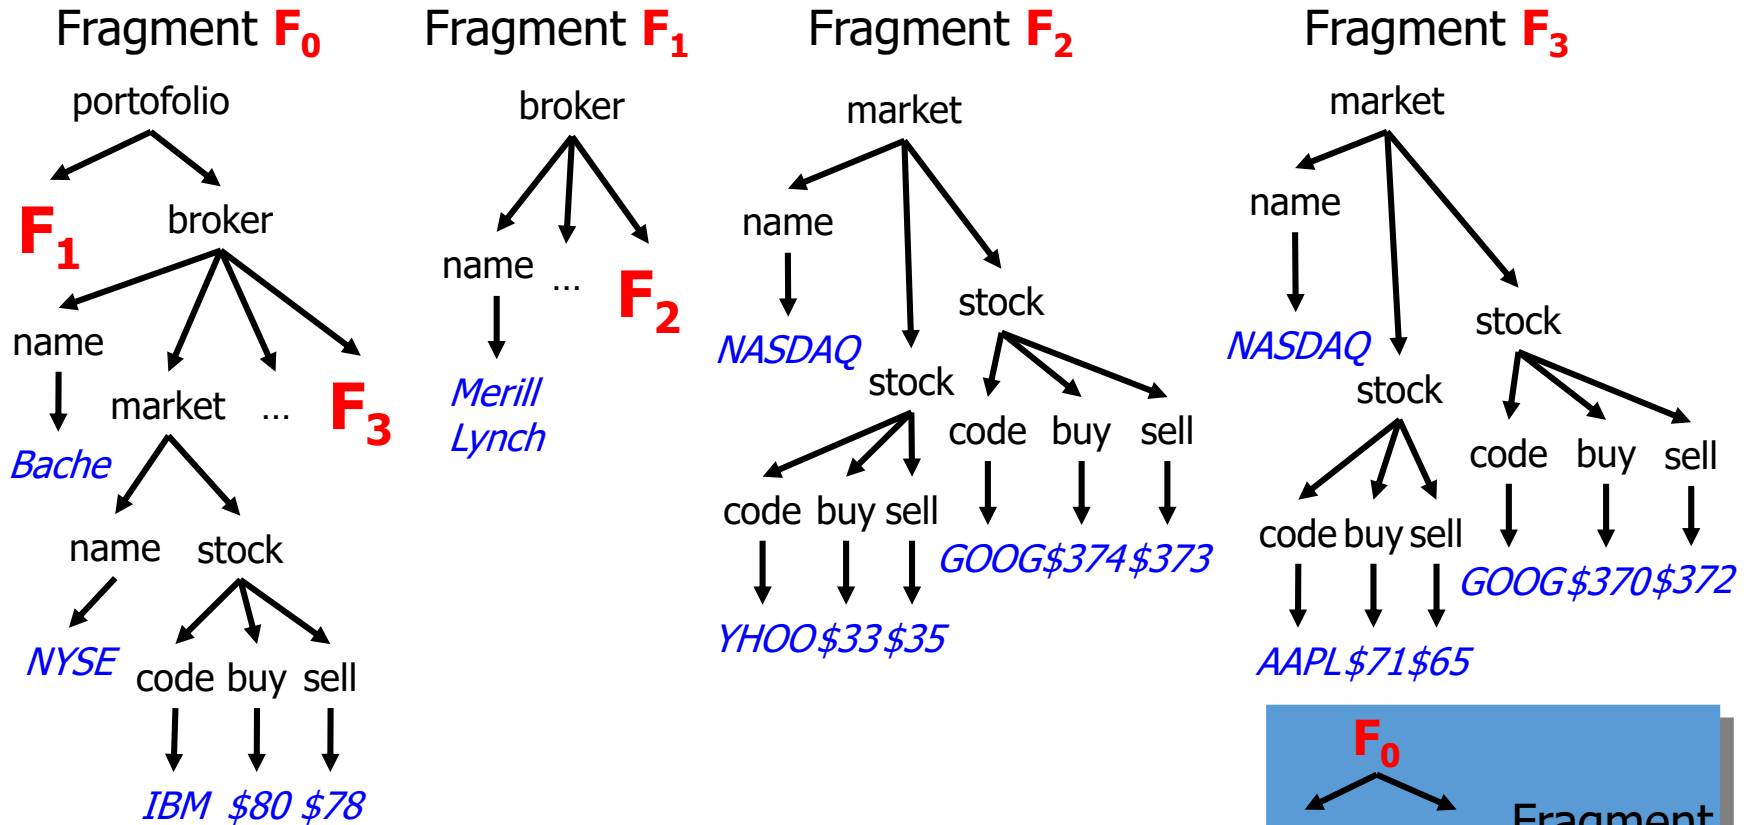 Fragment F0
portofolio
F1
broker
name
market
...
F3
Bache
name
stock
NYSE
code buy sell
IBM $80 $78
Fragment F1
broker
name
...
F2
Merill
Lynch
Fragment F2
market
name
stock
NASDAQ
stock
code buy sell
code buy sell
GOOG $374 $373
YHOO $33 $35
Fragment F3
market
name
stock
NASDAQ
stock
code buy sell
code buy sell
GOOG $370 $372
AAPL $71 $65
F0
Fragment